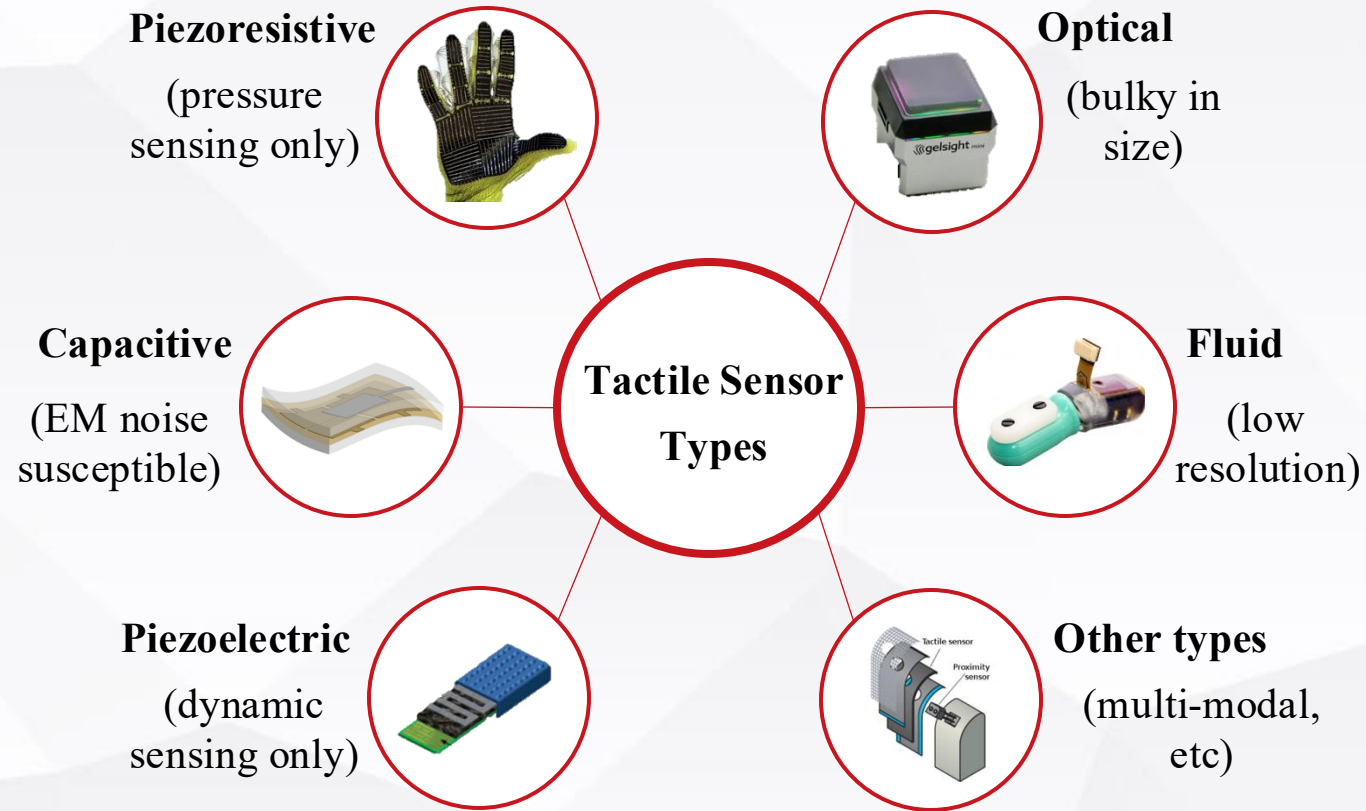 Piezoresistive
(pressure
sensing only)
Optical
(bulky in
size)
gelsight mini
Capacitive
(EM noise
susceptible)
Tactile Sensor
Types
Fluid
(low
resolution)
Piezoelectric
(dynamic
sensing only)
Tactile sensor
Proximity
sensor
Other types
(multi-modal,
etc)